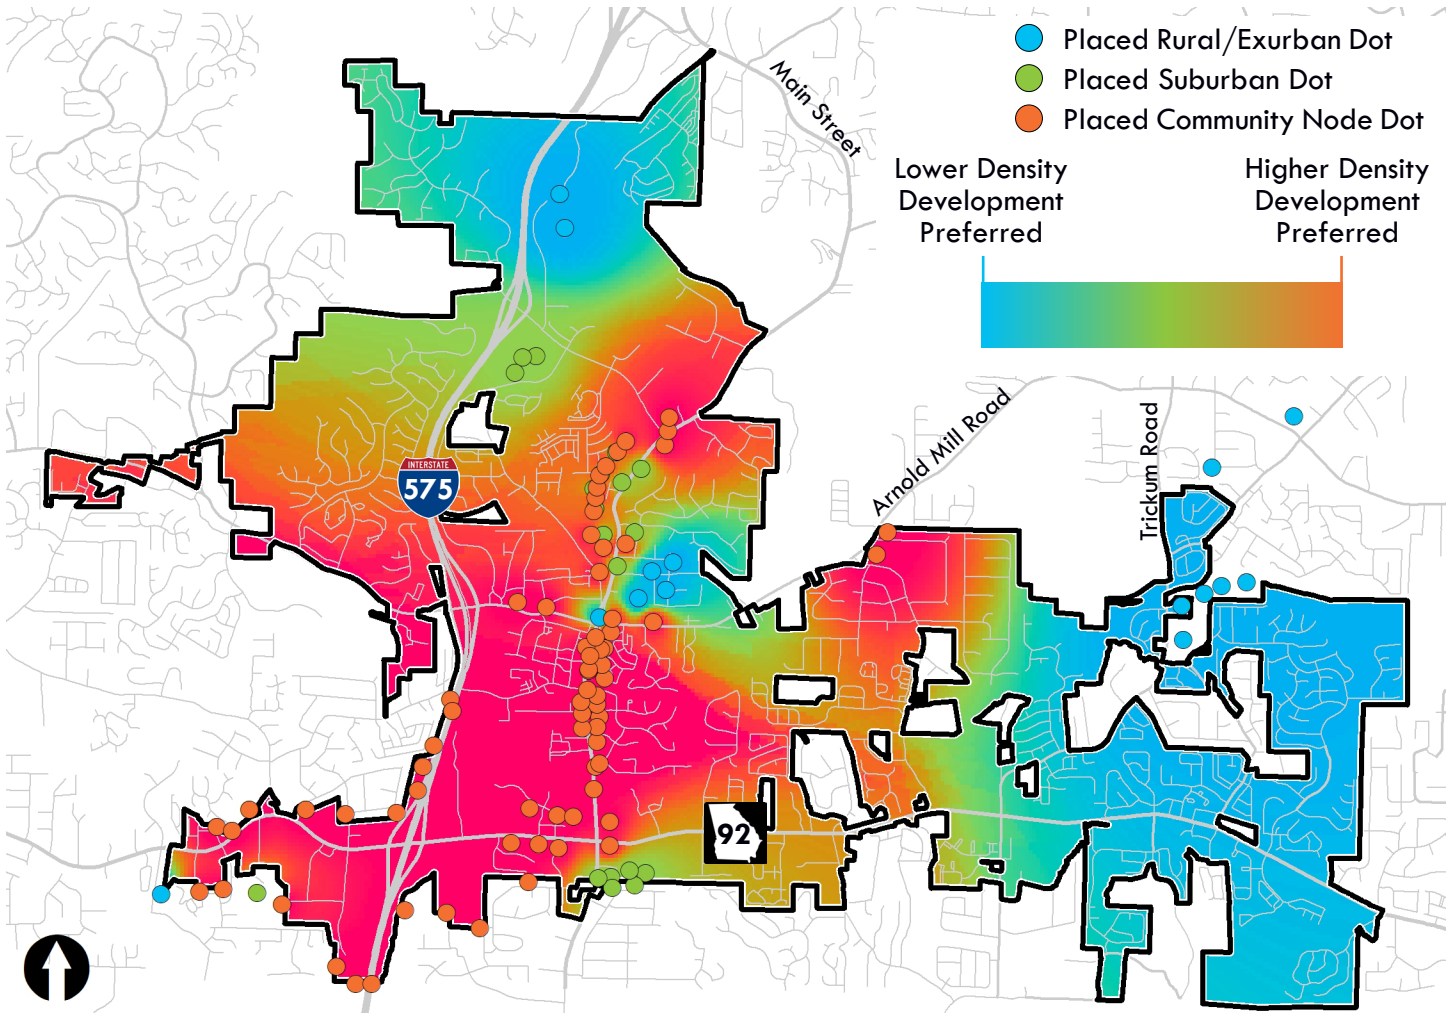 Placed Rural/Exurban Dot
Placed Suburban Dot
Placed Community Node Dot
Main Street
Lower Density
Development
Preferred
Higher Density
Development
Preferred
Arnold Mill Road
Trickum Road
INTERSTATE
575
92